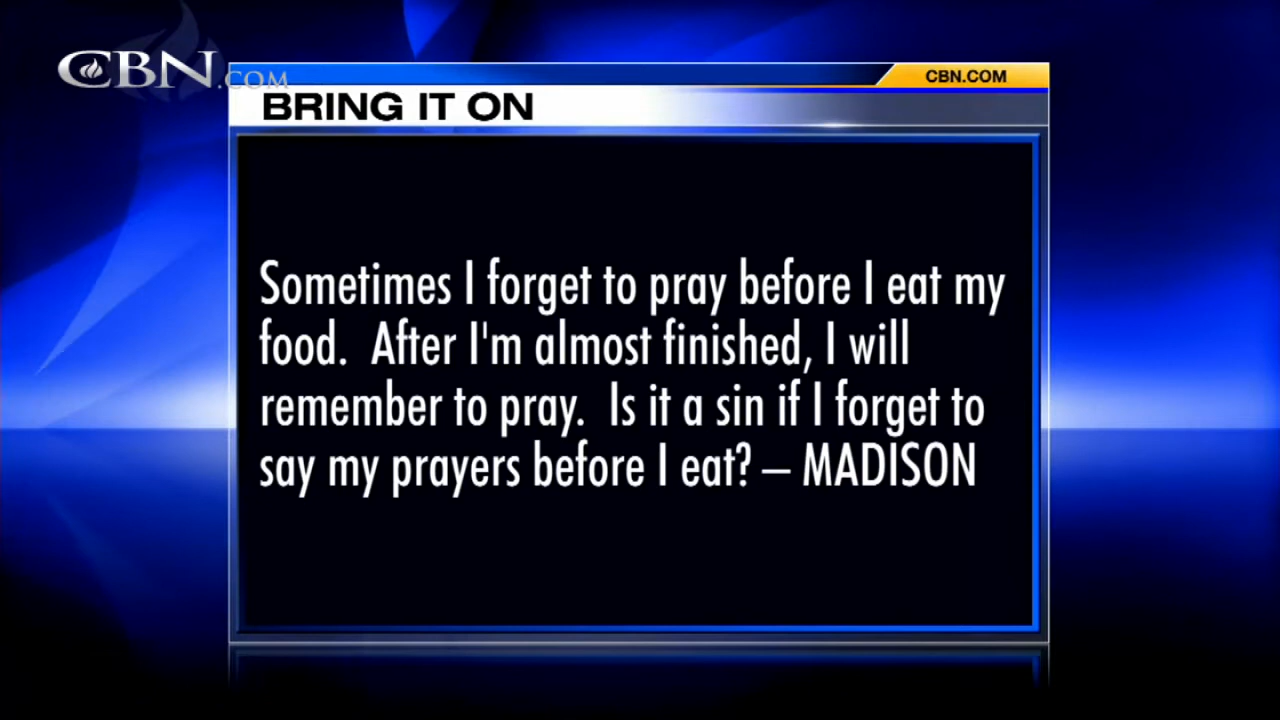 CBN.COM
CBN.COM
BRING IT ON
Sometimes I forget to pray before I eat my
food.  After I'm almost finished, I will
remember to pray.  Is it a sin if I forget to
say my prayers before I eat? – MADISON